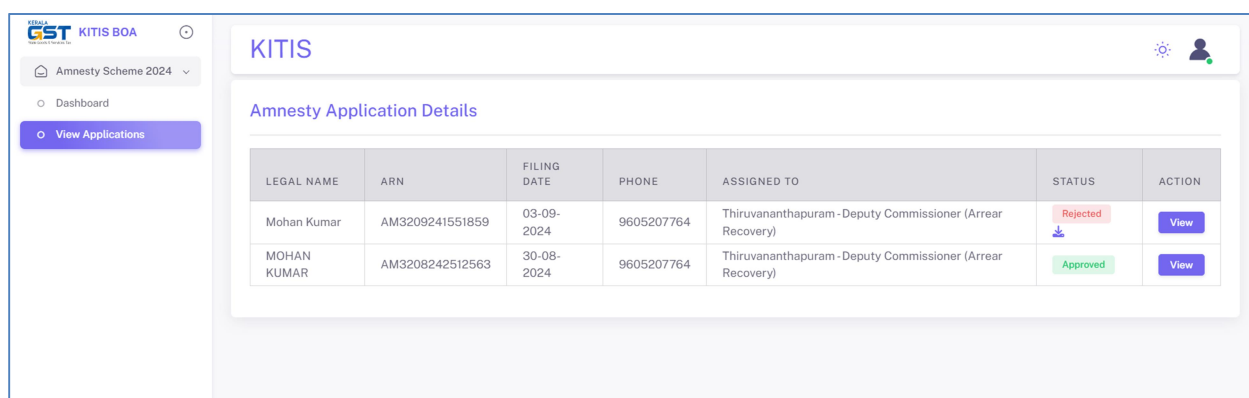 KERALA
GST KITIS BOA
Amnesty Scheme 2024
Dashboard
View Applications
KITIS
Amnesty Application Details
LEGAL NAME ARN FILING DATE PHONE ASSIGNED TO STATUS ACTION
Mohan Kumar AM3209241551859 03-09-2024 9605207764 Thiruvananthapuram - Deputy Commissioner (Arrear Recovery) Rejected View
MOHAN KUMAR AM3208242512563 30-08-2024 9605207764 Thiruvananthapuram - Deputy Commissioner (Arrear Recovery) Approved View